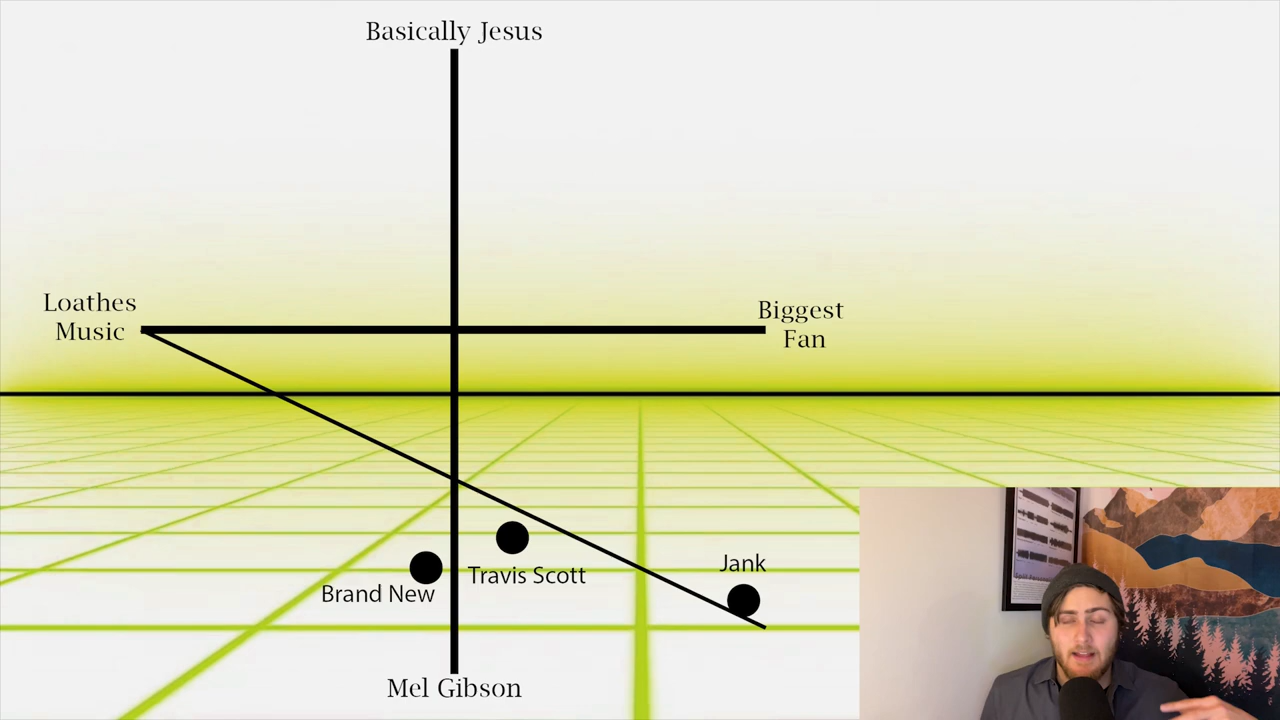 Basically Jesus
Loathes
Music
Biggest
Fan
Jank
Travis Scott
Brand New
Mel Gibson